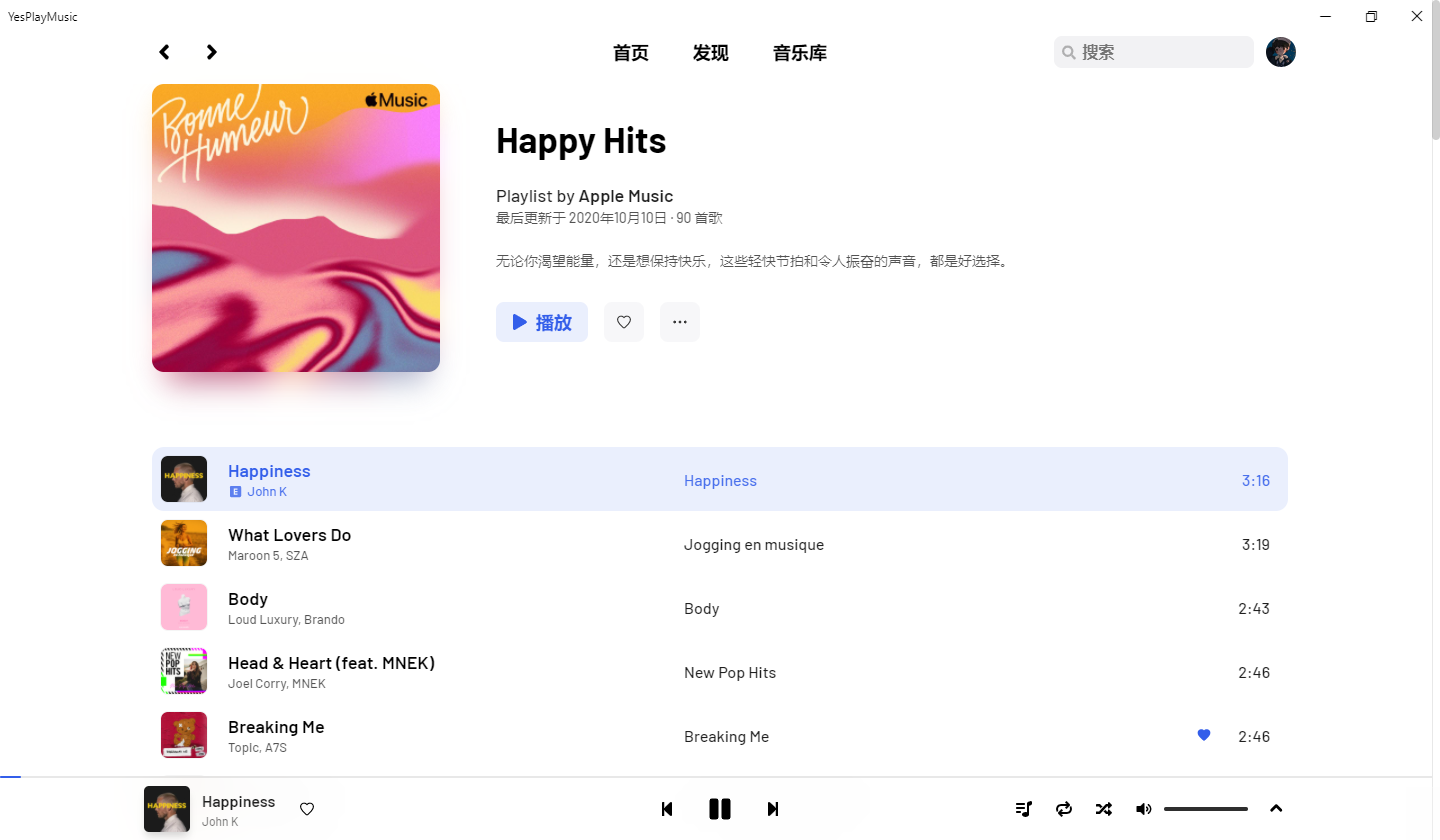 YesPlayMusic
首页 发现 音乐库
搜索
Bonne
Humeur
Music
Happy Hits
Playlist by Apple Music
最后更新于 2020年10月10日 · 90 首歌
无论你渴望能量，还是想保持快乐，这些轻快节拍和令人振奋的声音，都是好选择。
播放
HAPPINESS
Happiness
E John K
Happiness
3:16
JOGGING
What Lovers Do
Maroon 5, SZA
Jogging en musique
3:19
Body
Loud Luxury, Brando
Body
2:43
NEW
POP
HITS
Head & Heart (feat. MNEK)
Joel Corry, MNEK
New Pop Hits
2:46
Breaking Me
Topic, A7S
Breaking Me
2:46
HAPPINESS
Happiness
John K